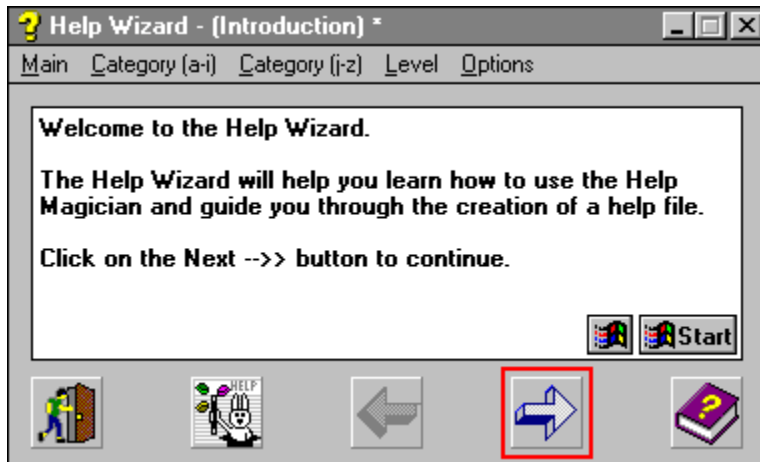 Help Wizard - (Introduction) *
Main Category (a-i) Category (j-z) Level Options
Welcome to the Help Wizard.
The Help Wizard will help you learn how to use the Help
Magician and guide you through the creation of a help file.
Click on the Next -->> button to continue.
Start
HELP